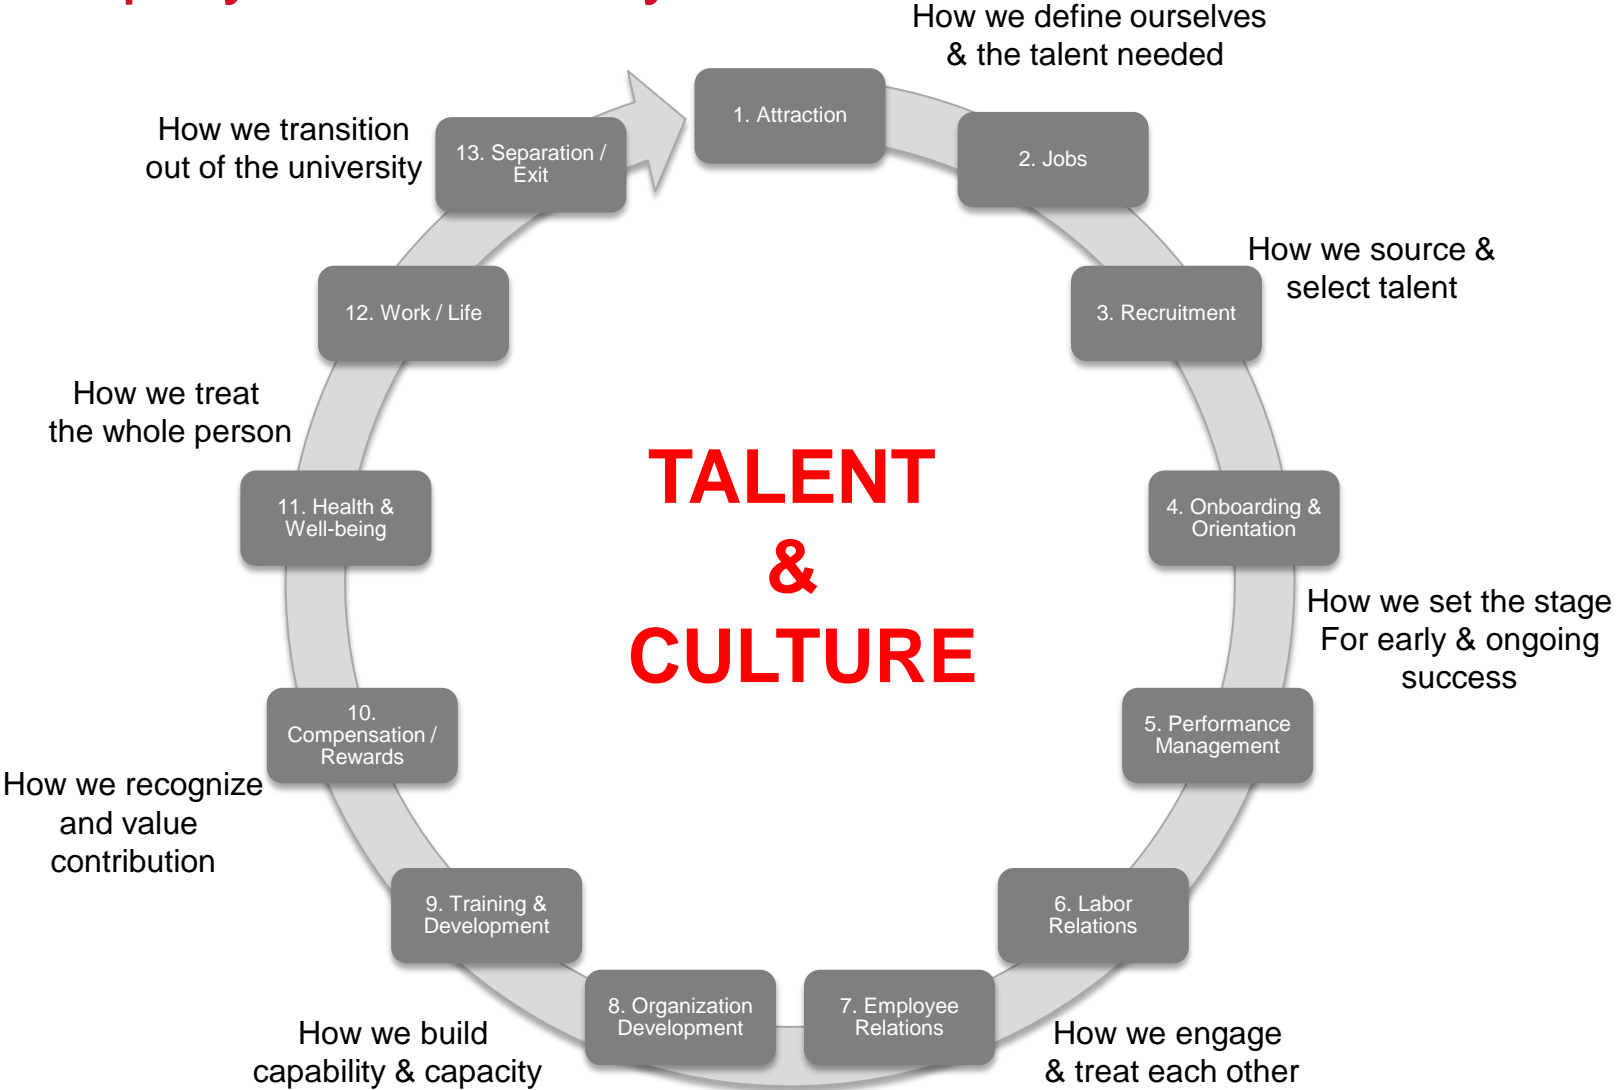 How we define ourselves
& the talent needed
1. Attraction
2. Jobs
How we source &
select talent
3. Recruitment
4. Onboarding &
Orientation
How we set the stage
For early & ongoing
success
5. Performance
Management
6. Labor
Relations
7. Employee
Relations
How we engage
& treat each other
8. Organization
Development
How we build
capability & capacity
9. Training &
Development
10.
Compensation /
Rewards
How we recognize
and value
contribution
11. Health &
Well-being
How we treat
the whole person
12. Work / Life
13. Separation /
Exit
How we transition
out of the university
TALENT
&
CULTURE